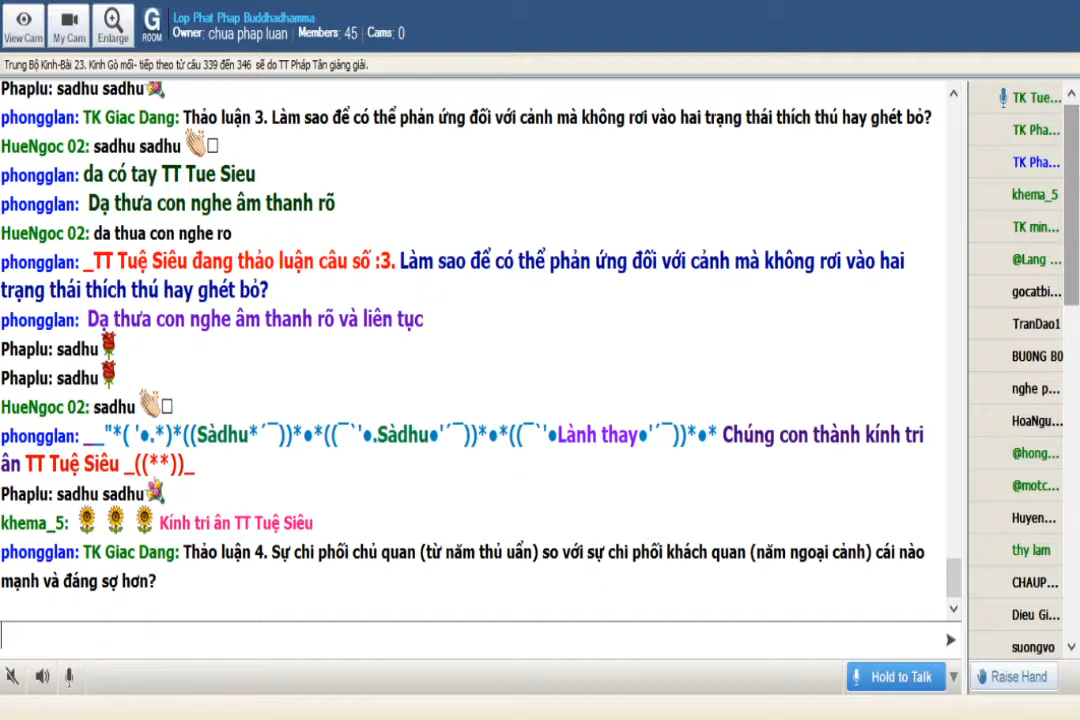 View Cam
My Cam
Enlarge
G
ROOM
Lop Phat Phap Buddhadhamma
Owner: chua phap luan | Members: 45 | Cams: 0
Trung Bộ Kinh-Bài 23. Kinh Gò mối- tiếp theo từ câu 339 đến 346 sẽ do TT Pháp Tân giảng giải.
Phaplu: sadhu sadhu
phongglan: TK Giac Dang: Thảo luận 3. Làm sao để có thể phản ứng đối với cảnh mà không rơi vào hai trạng thái thích thú hay ghét bỏ?
HueNgoc 02: sadhu sadhu
phongglan: da có tay TT Tue Sieu
phongglan: Dạ thưa con nghe âm thanh rõ
HueNgoc 02: da thua con nghe ro
phongglan: _TT Tuệ Siêu đang thảo luận câu số :3. Làm sao để có thể phản ứng đối với cảnh mà không rơi vào hai
trạng thái thích thú hay ghét bỏ?
phongglan: Dạ thưa con nghe âm thanh rõ và liên tục
Phaplu: sadhu
Phaplu: sadhu
HueNgoc 02: sadhu
phongglan: __"*( '●.*)*((Sàdhu*´¯))*●*((¯`'●.Sàdhu●'´¯))*●*((¯`'●Lành thay●'´¯))*●* Chúng con thành kính tri
ân TT Tuệ Siêu _((**))_
Phaplu: sadhu sadhu
khema_5: Kính tri ân TT Tuệ Siêu
phongglan: TK Giac Dang: Thảo luận 4. Sự chi phối chủ quan (từ năm thủ uẩn) so với sự chi phối khách quan (năm ngoại cảnh) cái nào
mạnh và đáng sợ hơn?
TK Tue...
TK Pha...
TK Pha...
khema_5
TK min...
@Lang ...
gocatbi...
TranDao1
BUONG BO
nghe p...
HoaNgu...
@hong...
@motc...
Huyen...
thy lam
CHAUP...
Dieu Gi...
suongvo
Hold to Talk
Raise Hand